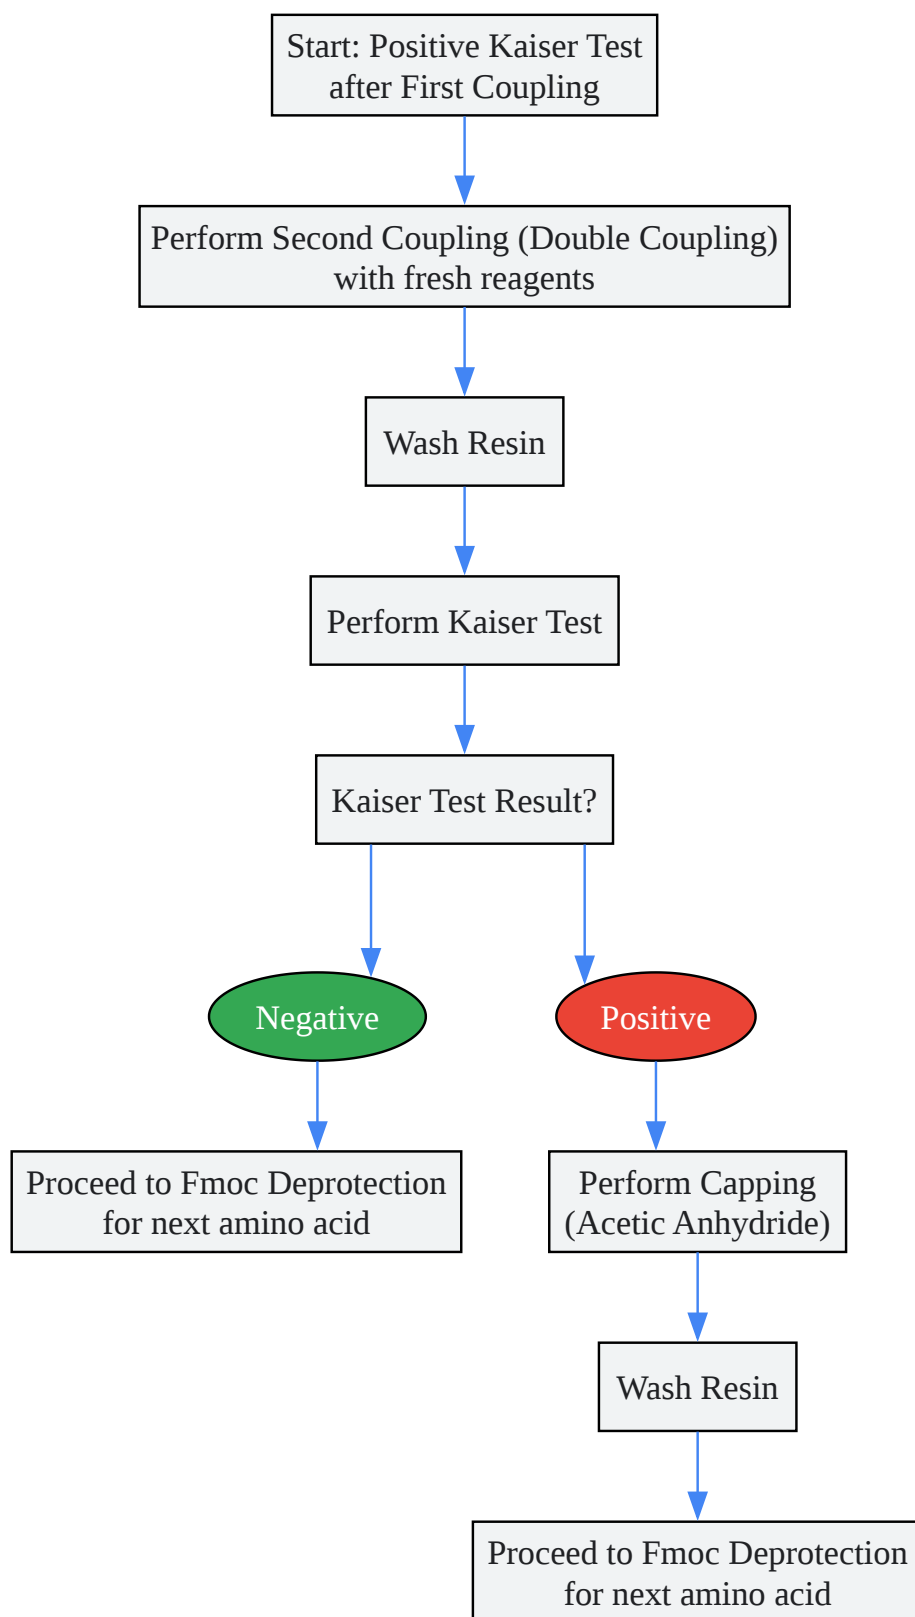 Start: Positive Kaiser Test
after First Coupling
Perform Second Coupling (Double Coupling)
with fresh reagents
Wash Resin
Perform Kaiser Test
Kaiser Test Result?
Negative
Positive
Proceed to Fmoc Deprotection
for next amino acid
Perform Capping
(Acetic Anhydride)
Wash Resin
Proceed to Fmoc Deprotection
for next amino acid